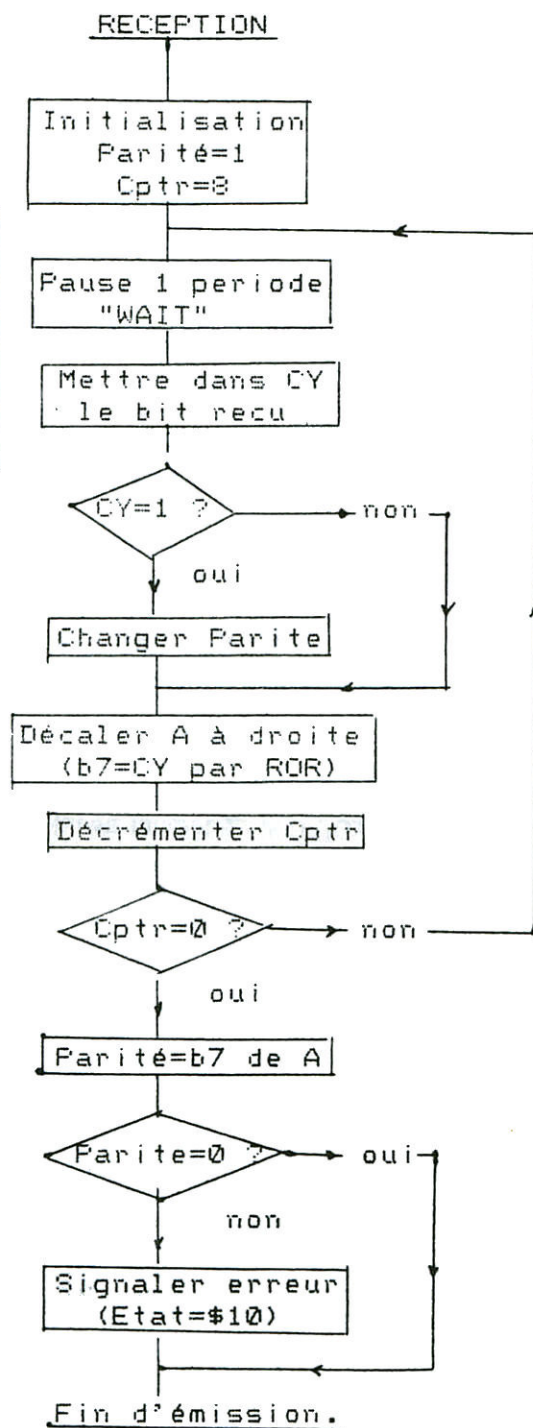 RECEPTION
Initialisation
Parité=1
Cptr=8
Pause 1 periode
"WAIT"
Mettre dans CY
le bit recu
CY=1 ?
non
oui
Changer Parite
Décaler A à droite
(b7=CY par ROR)
Décrémenter Cptr
Cptr=0 ?
non
oui
Parité=b7 de A
Parite=0 ?
oui
non
Signaler erreur
(Etat=$10)
Fin d'émission.